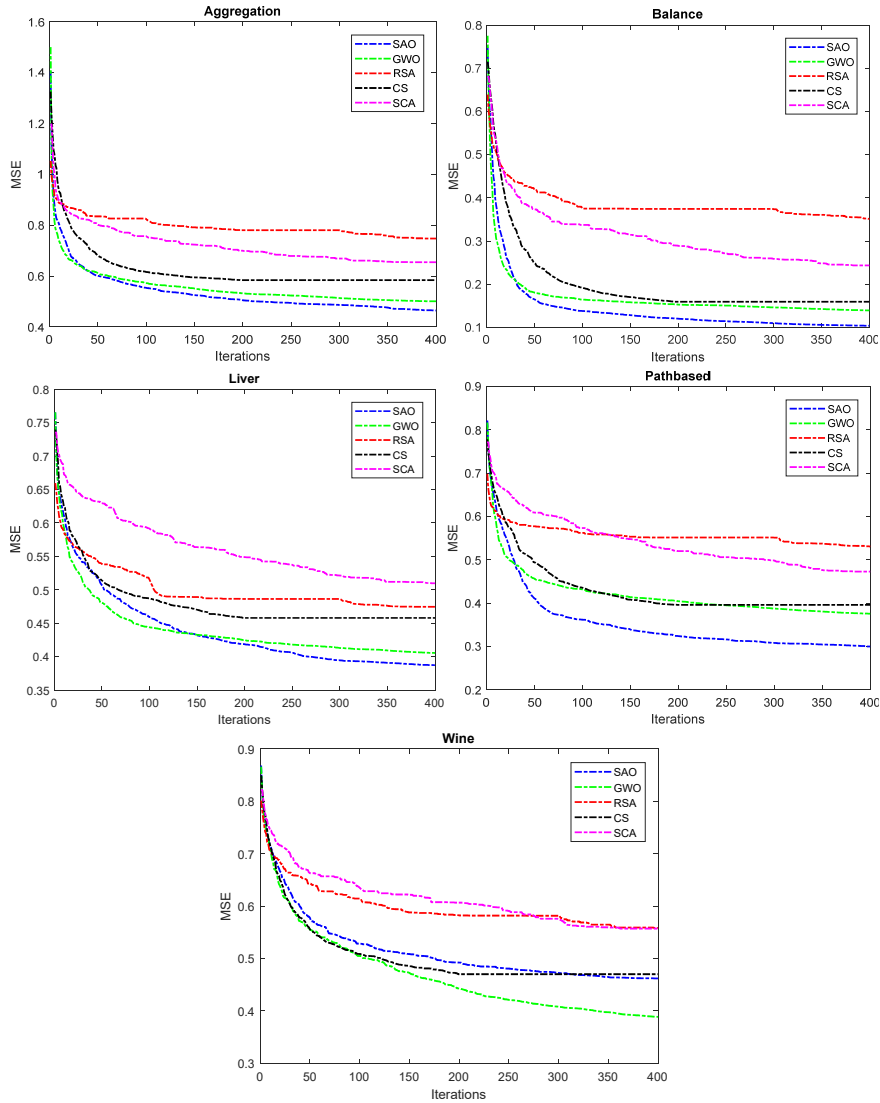 Aggregation
MSE
1.6
1.4
1.2
1
0.8
0.6
0.4
0 50 100 150 200 250 300 350 400
Iterations
SAO
GWO
RSA
CS
SCA
Balance
MSE
0.8
0.7
0.6
0.5
0.4
0.3
0.2
0.1
0 50 100 150 200 250 300 350 400
Iterations
SAO
GWO
RSA
CS
SCA
Liver
MSE
0.8
0.75
0.7
0.65
0.6
0.55
0.5
0.45
0.4
0.35
0 50 100 150 200 250 300 350 400
Iterations
SAO
GWO
RSA
CS
SCA
Pathbased
MSE
0.9
0.8
0.7
0.6
0.5
0.4
0.3
0.2
0 50 100 150 200 250 300 350 400
Iterations
SAO
GWO
RSA
CS
SCA
Wine
MSE
0.9
0.8
0.7
0.6
0.5
0.4
0.3
0 50 100 150 200 250 300 350 400
Iterations
SAO
GWO
RSA
CS
SCA